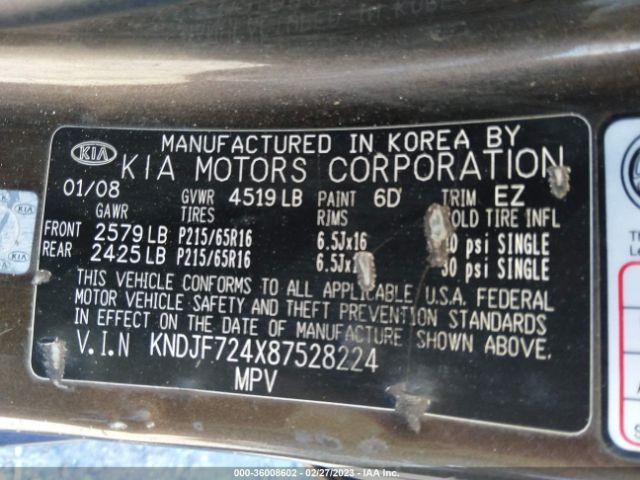 MANUFACTURED IN KOREA BY
KIA KIA MOTORS CORPORATION
01/08 GVWR 4519 LB PAINT 6D TRIM EZ
GAWR TIRES RIMS COLD TIRE INFL
FRONT 2579 LB P215/65R16 6.5Jx16 psi SINGLE
REAR 2425 LB P215/65R16 psi SINGLE
THIS VEHICLE CONFORMS TO ALL APPLICABLE U.S.A. FEDERAL
MOTOR VEHICLE SAFETY AND THEFT PREVENTION STANDARDS
IN EFFECT ON THE DATE OF MANUFACTURE SHOWN ABOVE.
V.I.N KNDJF724X87528224
MPV
000-36008602 - 02/27/2023 - IAA Inc.